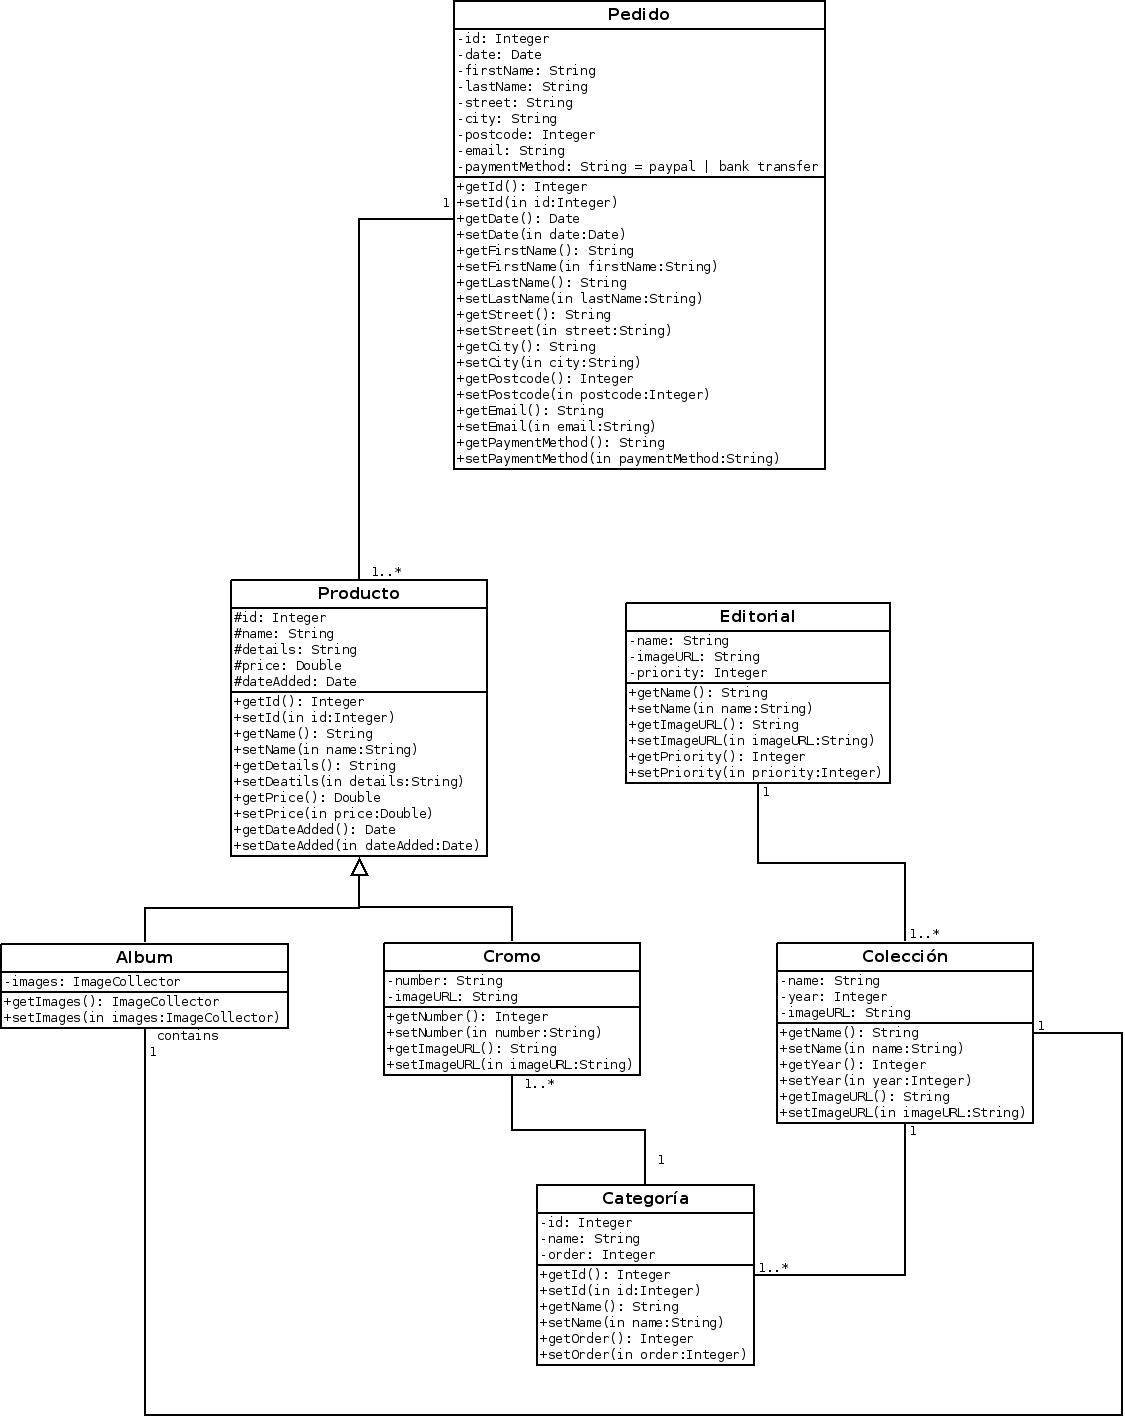 Pedido
-id: Integer
-date: Date
-firstName: String
-lastName: String
-street: String
-city: String
-postcode: Integer
-email: String
-paymentMethod: String = paypal | bank transfer
+getId(): Integer
+setId(in id:Integer)
+getDate(): Date
+setDate(in date:Date)
+getFirstName(): String
+setFirstName(in firstName:String)
+getLastName(): String
+setLastName(in lastName:String)
+getStreet(): String
+setStreet(in street:String)
+getCity(): String
+setCity(in city:String)
+getPostcode(): Integer
+setPostcode(in postcode:Integer)
+getEmail(): String
+setEmail(in email:String)
+getPaymentMethod(): String
+setPaymentMethod(in paymentMethod:String)
1
1..*
Producto
#id: Integer
#name: String
#details: String
#price: Double
#dateAdded: Date
+getId(): Integer
+setId(in id:Integer)
+getName(): String
+setName(in name:String)
+getDetails(): String
+setDeatils(in details:String)
+getPrice(): Double
+setPrice(in price:Double)
+getDateAdded(): Date
+setDateAdded(in dateAdded:Date)
Editorial
-name: String
-imageURL: String
-priority: Integer
+getName(): String
+setName(in name:String)
+getImageURL(): String
+setImageURL(in imageURL:String)
+getPriority(): Integer
+setPriority(in priority:Integer)
1
1..*
Album
-images: ImageCollector
+getImages(): ImageCollector
+setImages(in images:ImageCollector)
contains
1
Cromo
-number: String
-imageURL: String
+getNumber(): Integer
+setNumber(in number:String)
+getImageURL(): String
+setImageURL(in imageURL:String)
1..*
1
Colección
-name: String
-year: Integer
-imageURL: String
+getName(): String
+setName(in name:String)
+getYear(): Integer
+setYear(in year:Integer)
+getImageURL(): String
+setImageURL(in imageURL:String)
1
1
Categoría
-id: Integer
-name: String
-order: Integer
+getId(): Integer
+setId(in id:Integer)
+getName(): String
+setName(in name:String)
+getOrder(): Integer
+setOrder(in order:Integer)
1..*